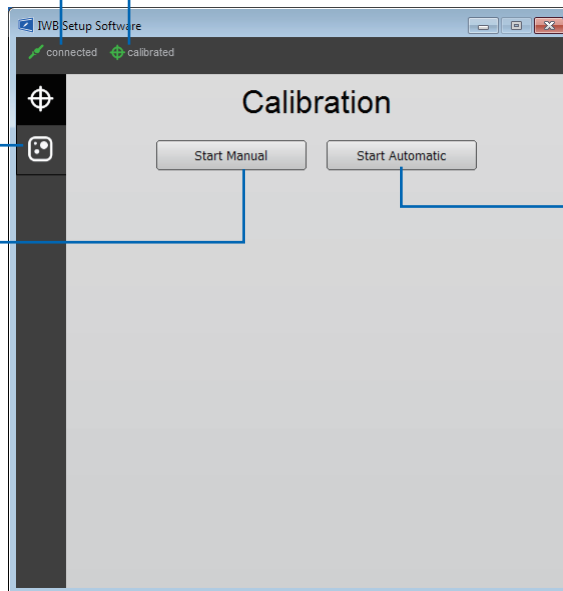 IWB Setup Software
connected calibrated
Calibration
Start Manual Start Automatic